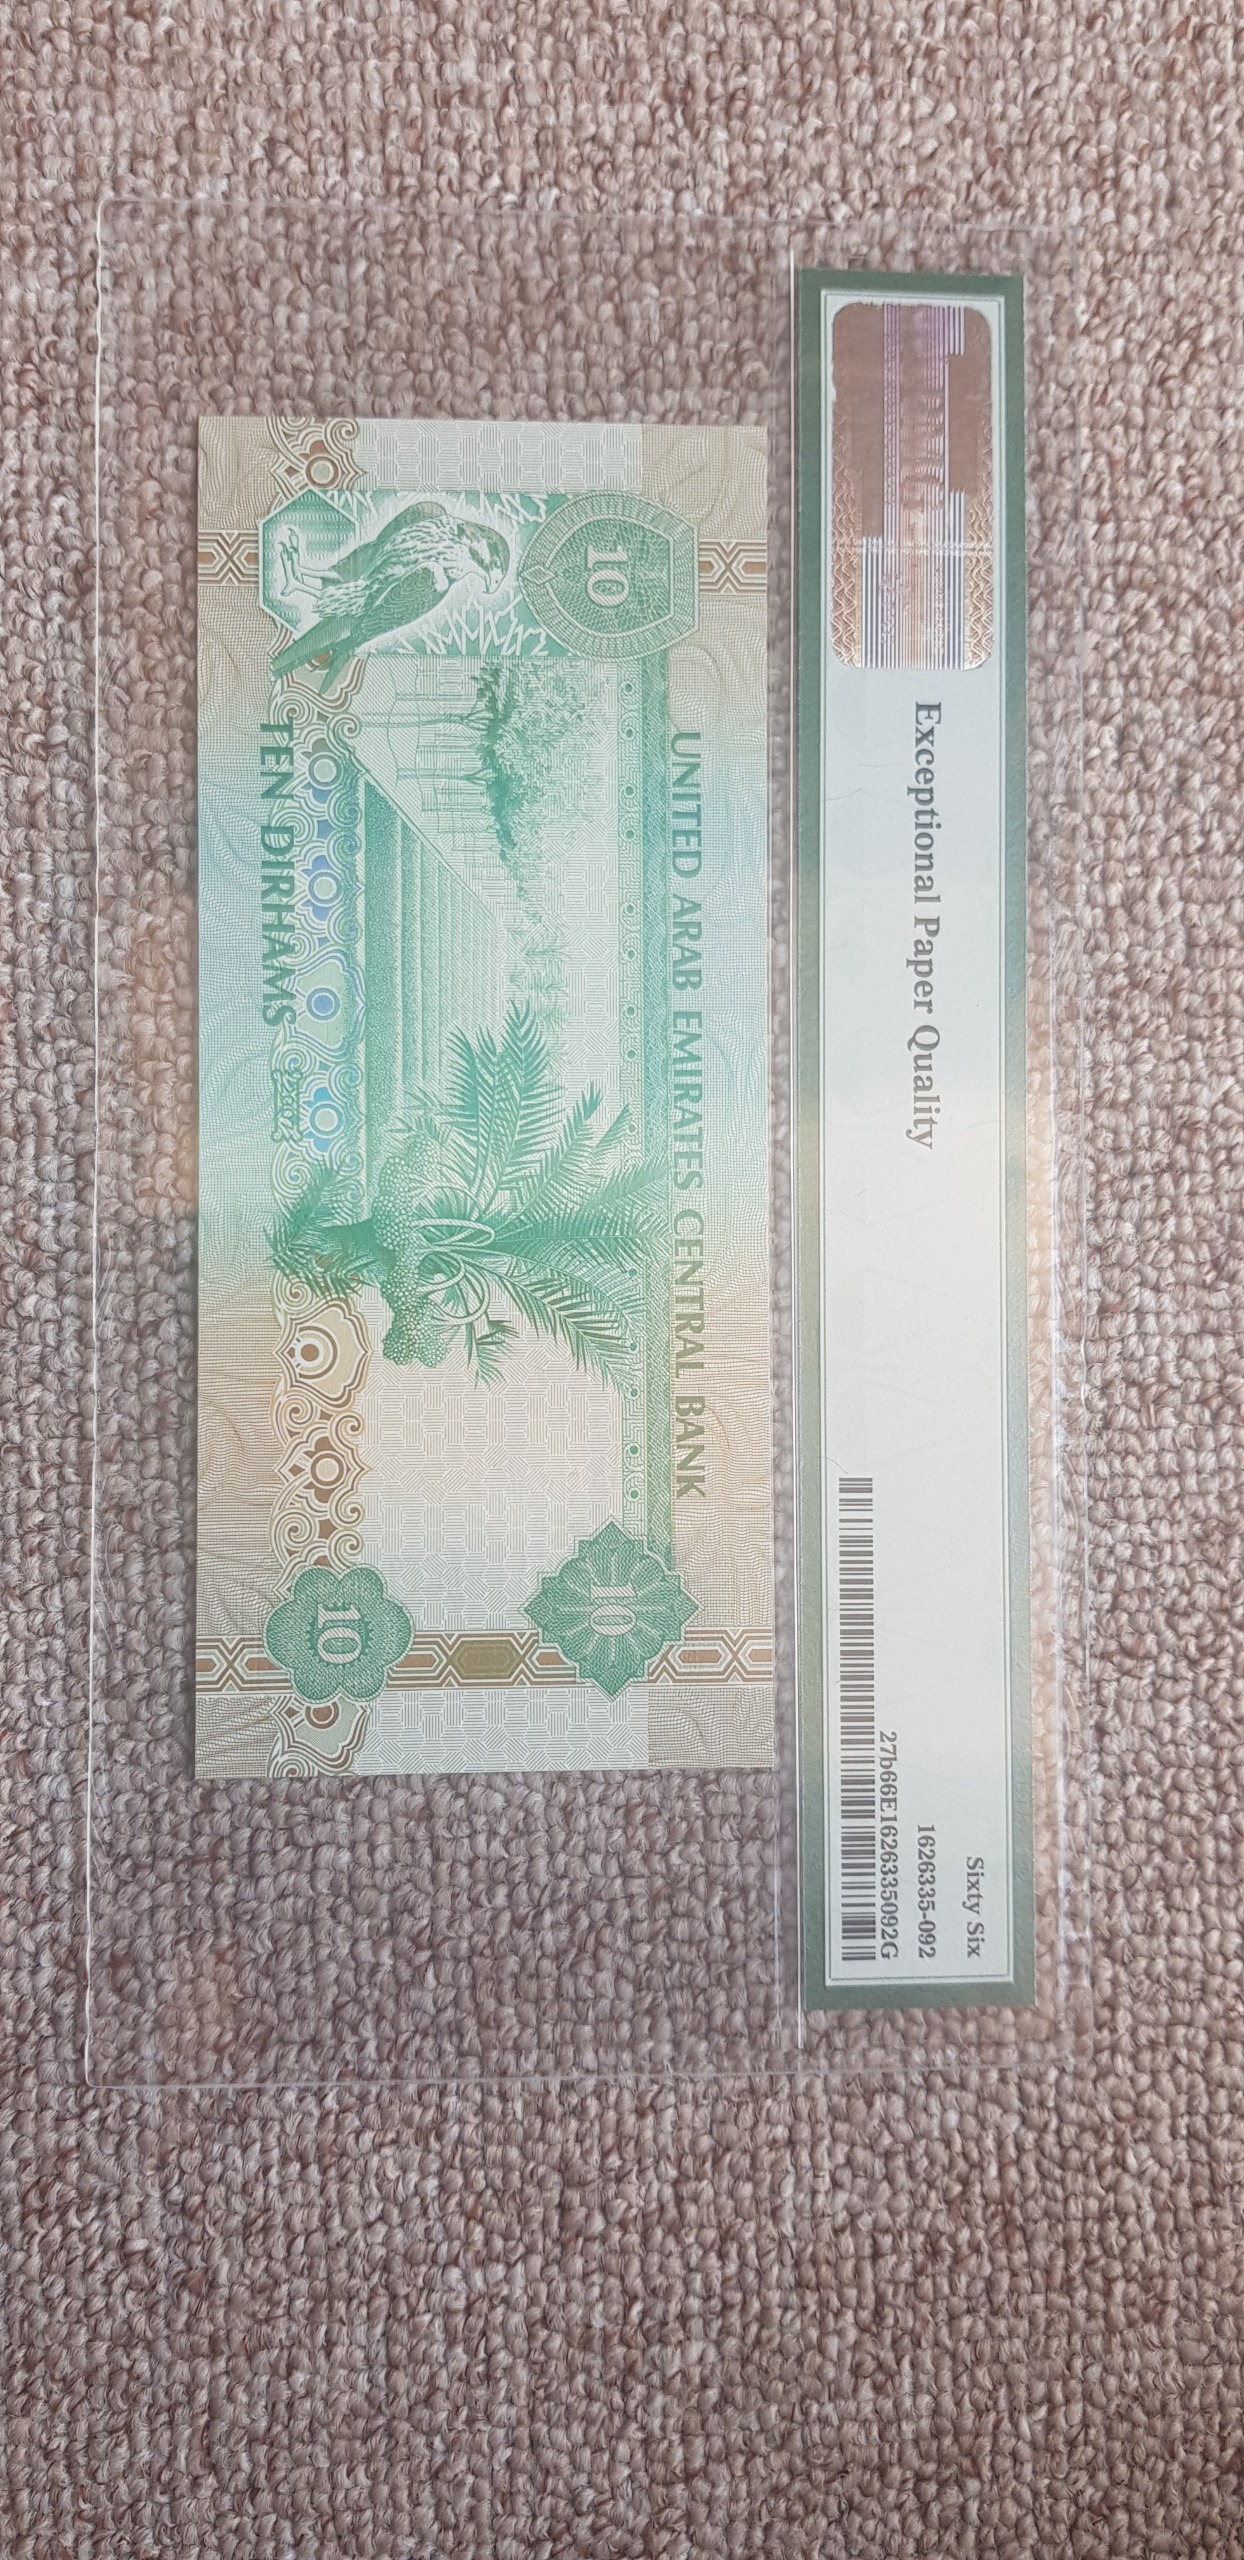 Exceptional Paper Quality
Sixty Six
1626335-092
27b66E1626335092G
UNITED ARAB EMIRATES CENTRAL BANK
10
10
TEN DIRHAMS
10